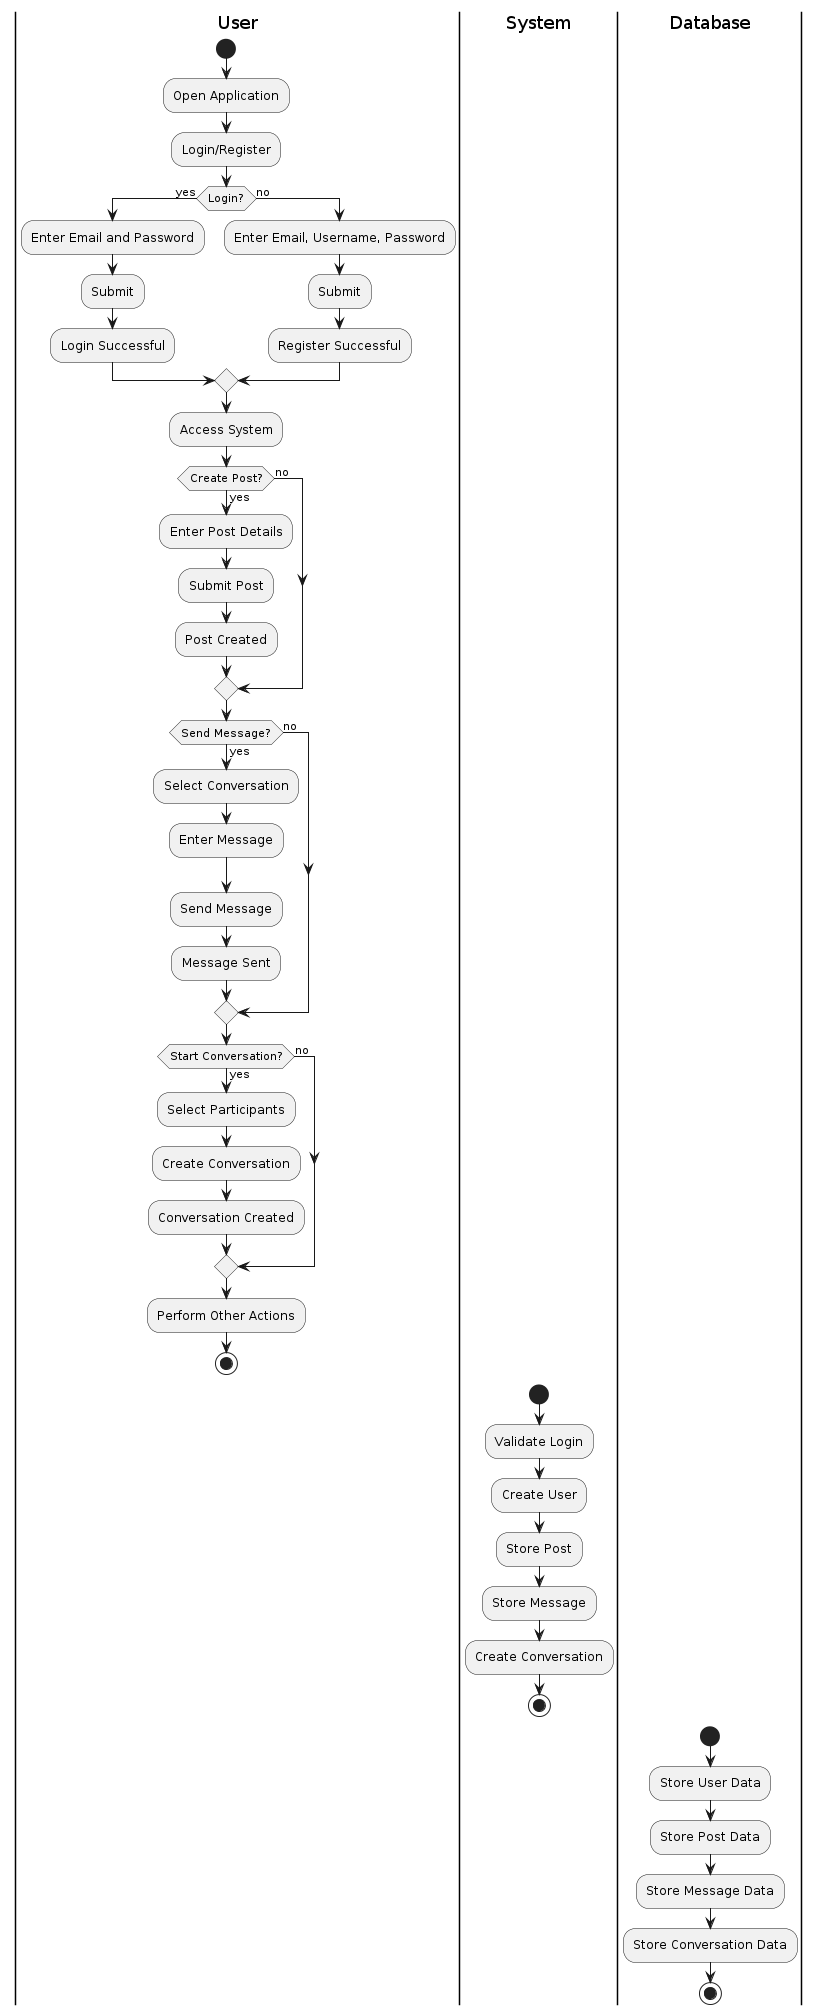 User
System
Database
Open Application
Login/Register
yes
Login?
no
Enter Email and Password
Enter Email, Username, Password
Submit
Submit
Login Successful
Register Successful
Access System
Create Post?
no
yes
Enter Post Details
Submit Post
Post Created
Send Message?
no
yes
Select Conversation
Enter Message
Send Message
Message Sent
Start Conversation?
no
yes
Select Participants
Create Conversation
Conversation Created
Perform Other Actions
Validate Login
Create User
Store Post
Store Message
Create Conversation
Store User Data
Store Post Data
Store Message Data
Store Conversation Data